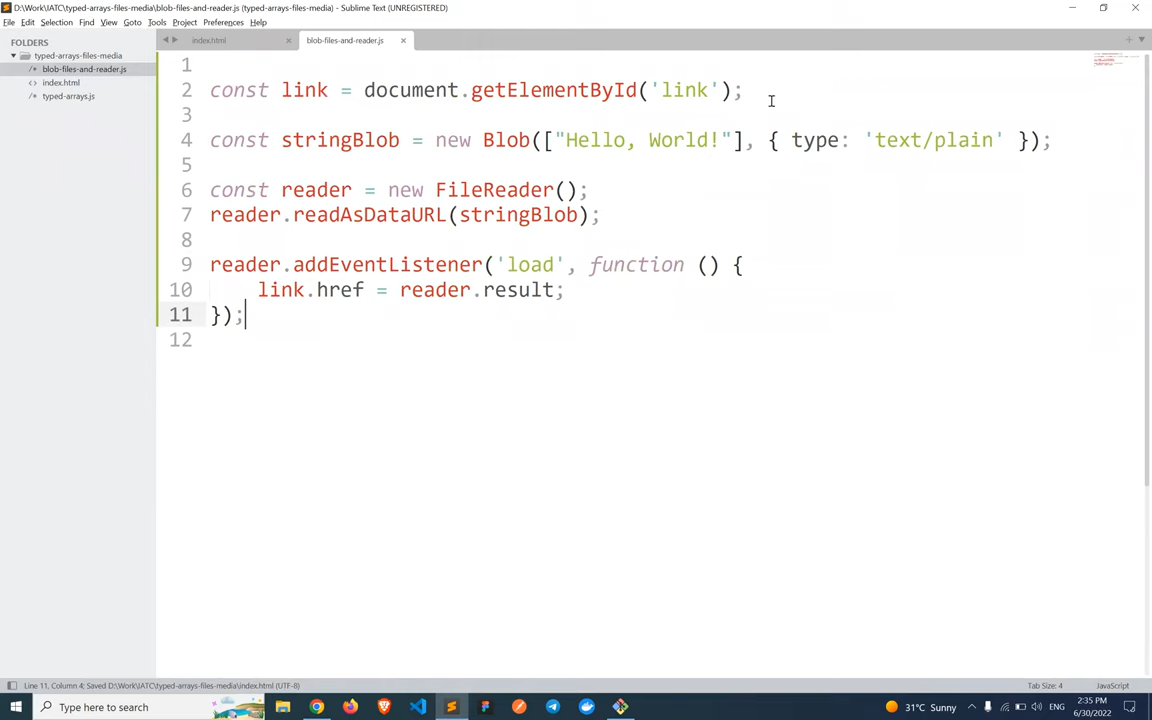 D:\Work\IATC\typed-arrays-files-media\blob-files-and-reader.js (typed-arrays-files-media) - Sublime Text (UNREGISTERED)
File Edit Selection Find View Goto Tools Project Preferences Help
FOLDERS
typed-arrays-files-media
blob-files-and-reader.js
index.html
typed-arrays.js
index.html
blob-files-and-reader.js
1
2 const link = document.getElementById('link');
3
4 const stringBlob = new Blob(["Hello, World!"], { type: 'text/plain' });
5
6 const reader = new FileReader();
7 reader.readAsDataURL(stringBlob);
8
9 reader.addEventListener('load', function () {
10     link.href = reader.result;
11 });
12
Line 11, Column 4; Saved D:\Work\IATC\typed-arrays-files-media\index.html (UTF-8)
Tab Size: 4
JavaScript
Type here to search
31°C Sunny
ENG
2:35 PM
6/30/2022